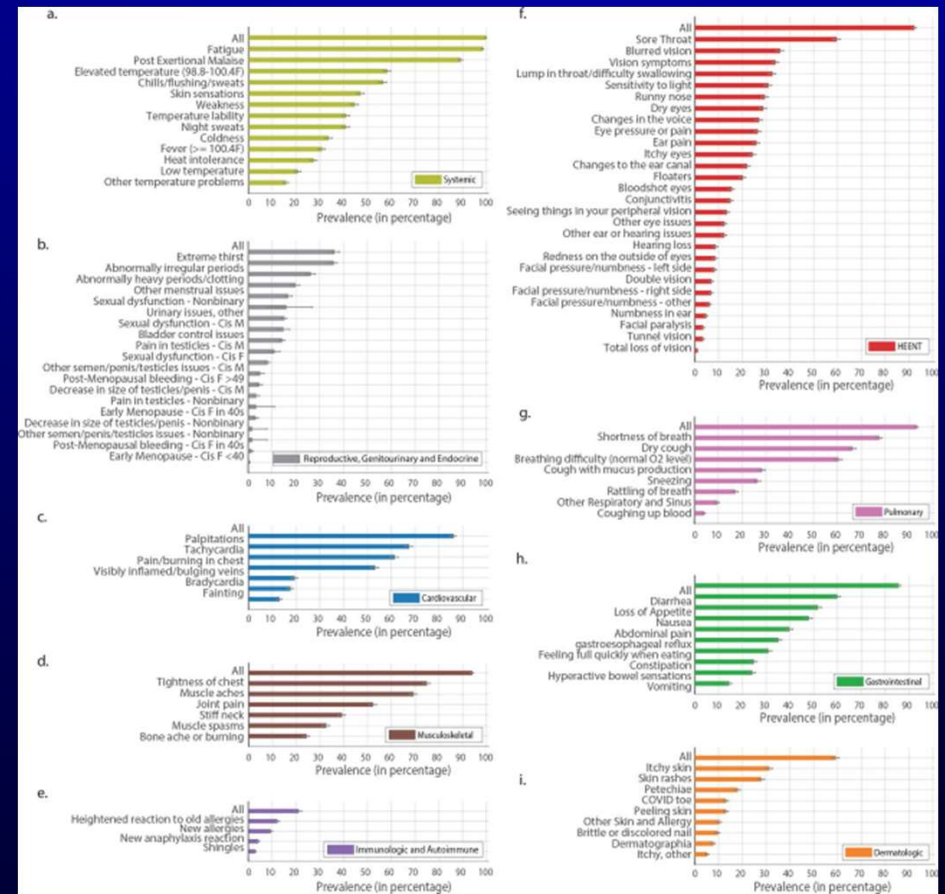 a.
All
Fatigue
Post Exertional Malaise
Elevated temperature (98.8-100.4F)
Chills/flushing/sweats
Skin sensations
Weakness
Temperature lability
Night sweats
Coldness
Fever (>= 100.4F)
Heat intolerance
Low temperature
Other temperature problems
Systemic
0 10 20 30 40 50 60 70 80 90 100
Prevalence (in percentage)
b.
All
Extreme thirst
Abnormally irregular periods
Abnormally heavy periods/clotting
Other menstrual issues
Sexual dysfunction - Nonbinary
Urinary issues, other
Sexual dysfunction - Cis M
Bladder control issues
Pain in testicles - Cis M
Sexual dysfunction - Cis F
Other semen/penis/testicles issues - Cis M
Post-Menopausal bleeding - Cis F >49
Decrease in size of testicles/penis - Cis M
Pain in testicles - Nonbinary
Early Menopause - Cis F in 40s
Decrease in size of testicles/penis - Nonbinary
Other semen/penis/testicles issues - Nonbinary
Post-Menopausal bleeding - Cis F in 40s
Early Menopause - Cis F <40
Reproductive, Genitourinary and Endocrine
0 10 20 30 40 50 60 70 80 90 100
Prevalence (in percentage)
c.
All
Palpitations
Tachycardia
Pain/burning in chest
Visibly inflamed/bulging veins
Bradycardia
Fainting
Cardiovascular
0 10 20 30 40 50 60 70 80 90 100
Prevalence (in percentage)
d.
All
Tightness of chest
Muscle aches
Joint pain
Stiff neck
Muscle spasms
Bone ache or burning
Musculoskeletal
0 10 20 30 40 50 60 70 80 90 100
Prevalence (in percentage)
e.
All
Heightened reaction to old allergies
New allergies
New anaphylaxis reaction
Shingles
Immunologic and Autoimmune
0 10 20 30 40 50 60 70 80 90 100
Prevalence (in percentage)
f.
All
Sore Throat
Blurred vision
Vision symptoms
Lump in throat/difficulty swallowing
Sensitivity to light
Runny nose
Dry eyes
Changes in the voice
Eye pressure or pain
Ear pain
Itchy eyes
Changes to the ear canal
Floaters
Bloodshot eyes
Conjunctivitis
Seeing things in your peripheral vision
Other eye issues
Other ear or hearing issues
Hearing loss
Redness on the outside of eyes
Facial pressure/numbness - left side
Double vision
Facial pressure/numbness - right side
Facial pressure/numbness - other
Numbness in ear
Facial paralysis
Tunnel vision
Total loss of vision
HEENT
0 10 20 30 40 50 60 70 80 90 100
Prevalence (in percentage)
g.
All
Shortness of breath
Dry cough
Breathing difficulty (normal O2 level)
Cough with mucus production
Sneezing
Rattling of breath
Other Respiratory and Sinus
Coughing up blood
Pulmonary
0 10 20 30 40 50 60 70 80 90 100
Prevalence (in percentage)
h.
All
Diarrhea
Loss of Appetite
Nausea
Abdominal pain
gastroesophageal reflux
Feeling full quickly when eating
Constipation
Hyperactive bowel sensations
Vomiting
Gastrointestinal
0 10 20 30 40 50 60 70 80 90 100
Prevalence (in percentage)
i.
All
Itchy skin
Skin rashes
Petechiae
COVID toe
Peeling skin
Other Skin and Allergy
Brittle or discolored nail
Dermatographia
Itchy, other
Dermatologic
0 10 20 30 40 50 60 70 80 90 100
Prevalence (in percentage)